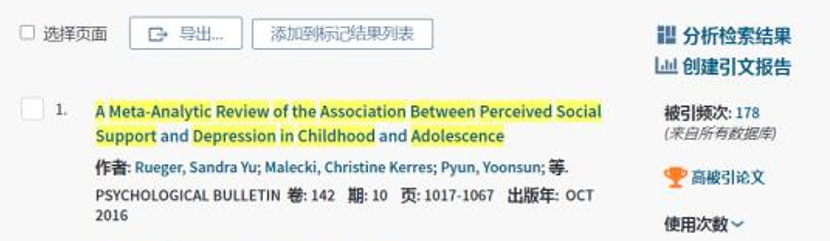 选择页面 导出... 添加到标记结果列表
分析检索结果
创建引文报告
1. A Meta-Analytic Review of the Association Between Perceived Social
Support and Depression in Childhood and Adolescence
作者: Rueger, Sandra Yu; Malecki, Christine Kerres; Pyun, Yoonsun; 等.
PSYCHOLOGICAL BULLETIN 卷: 142 期: 10 页: 1017-1067 出版年: OCT
2016
被引频次: 178
(来自所有数据库)
高被引论文
使用次数